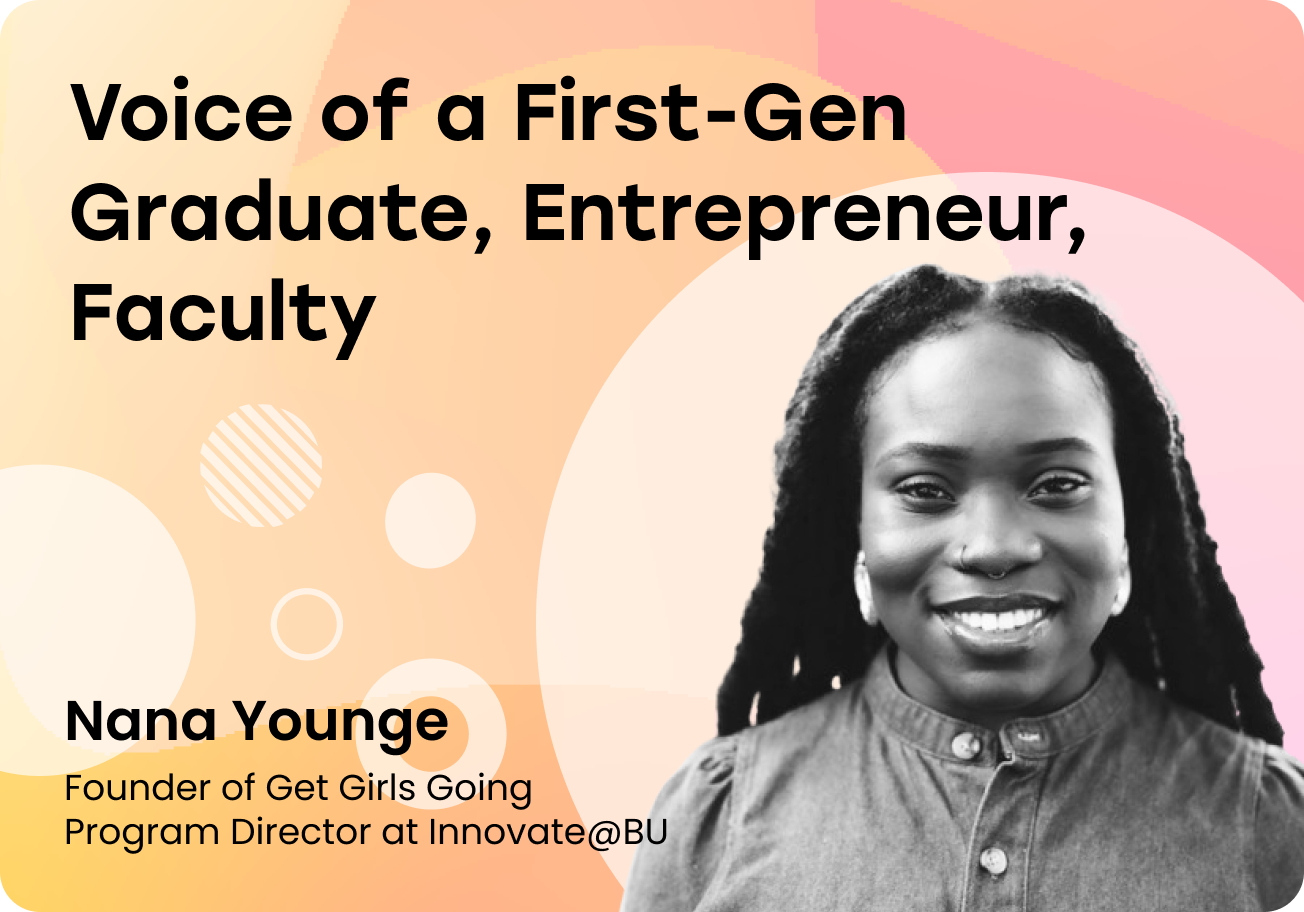 Voice of a First-Gen
Graduate, Entrepreneur,
Faculty
Nana Younge
Founder of Get Girls Going
Program Director at Innovate@BU